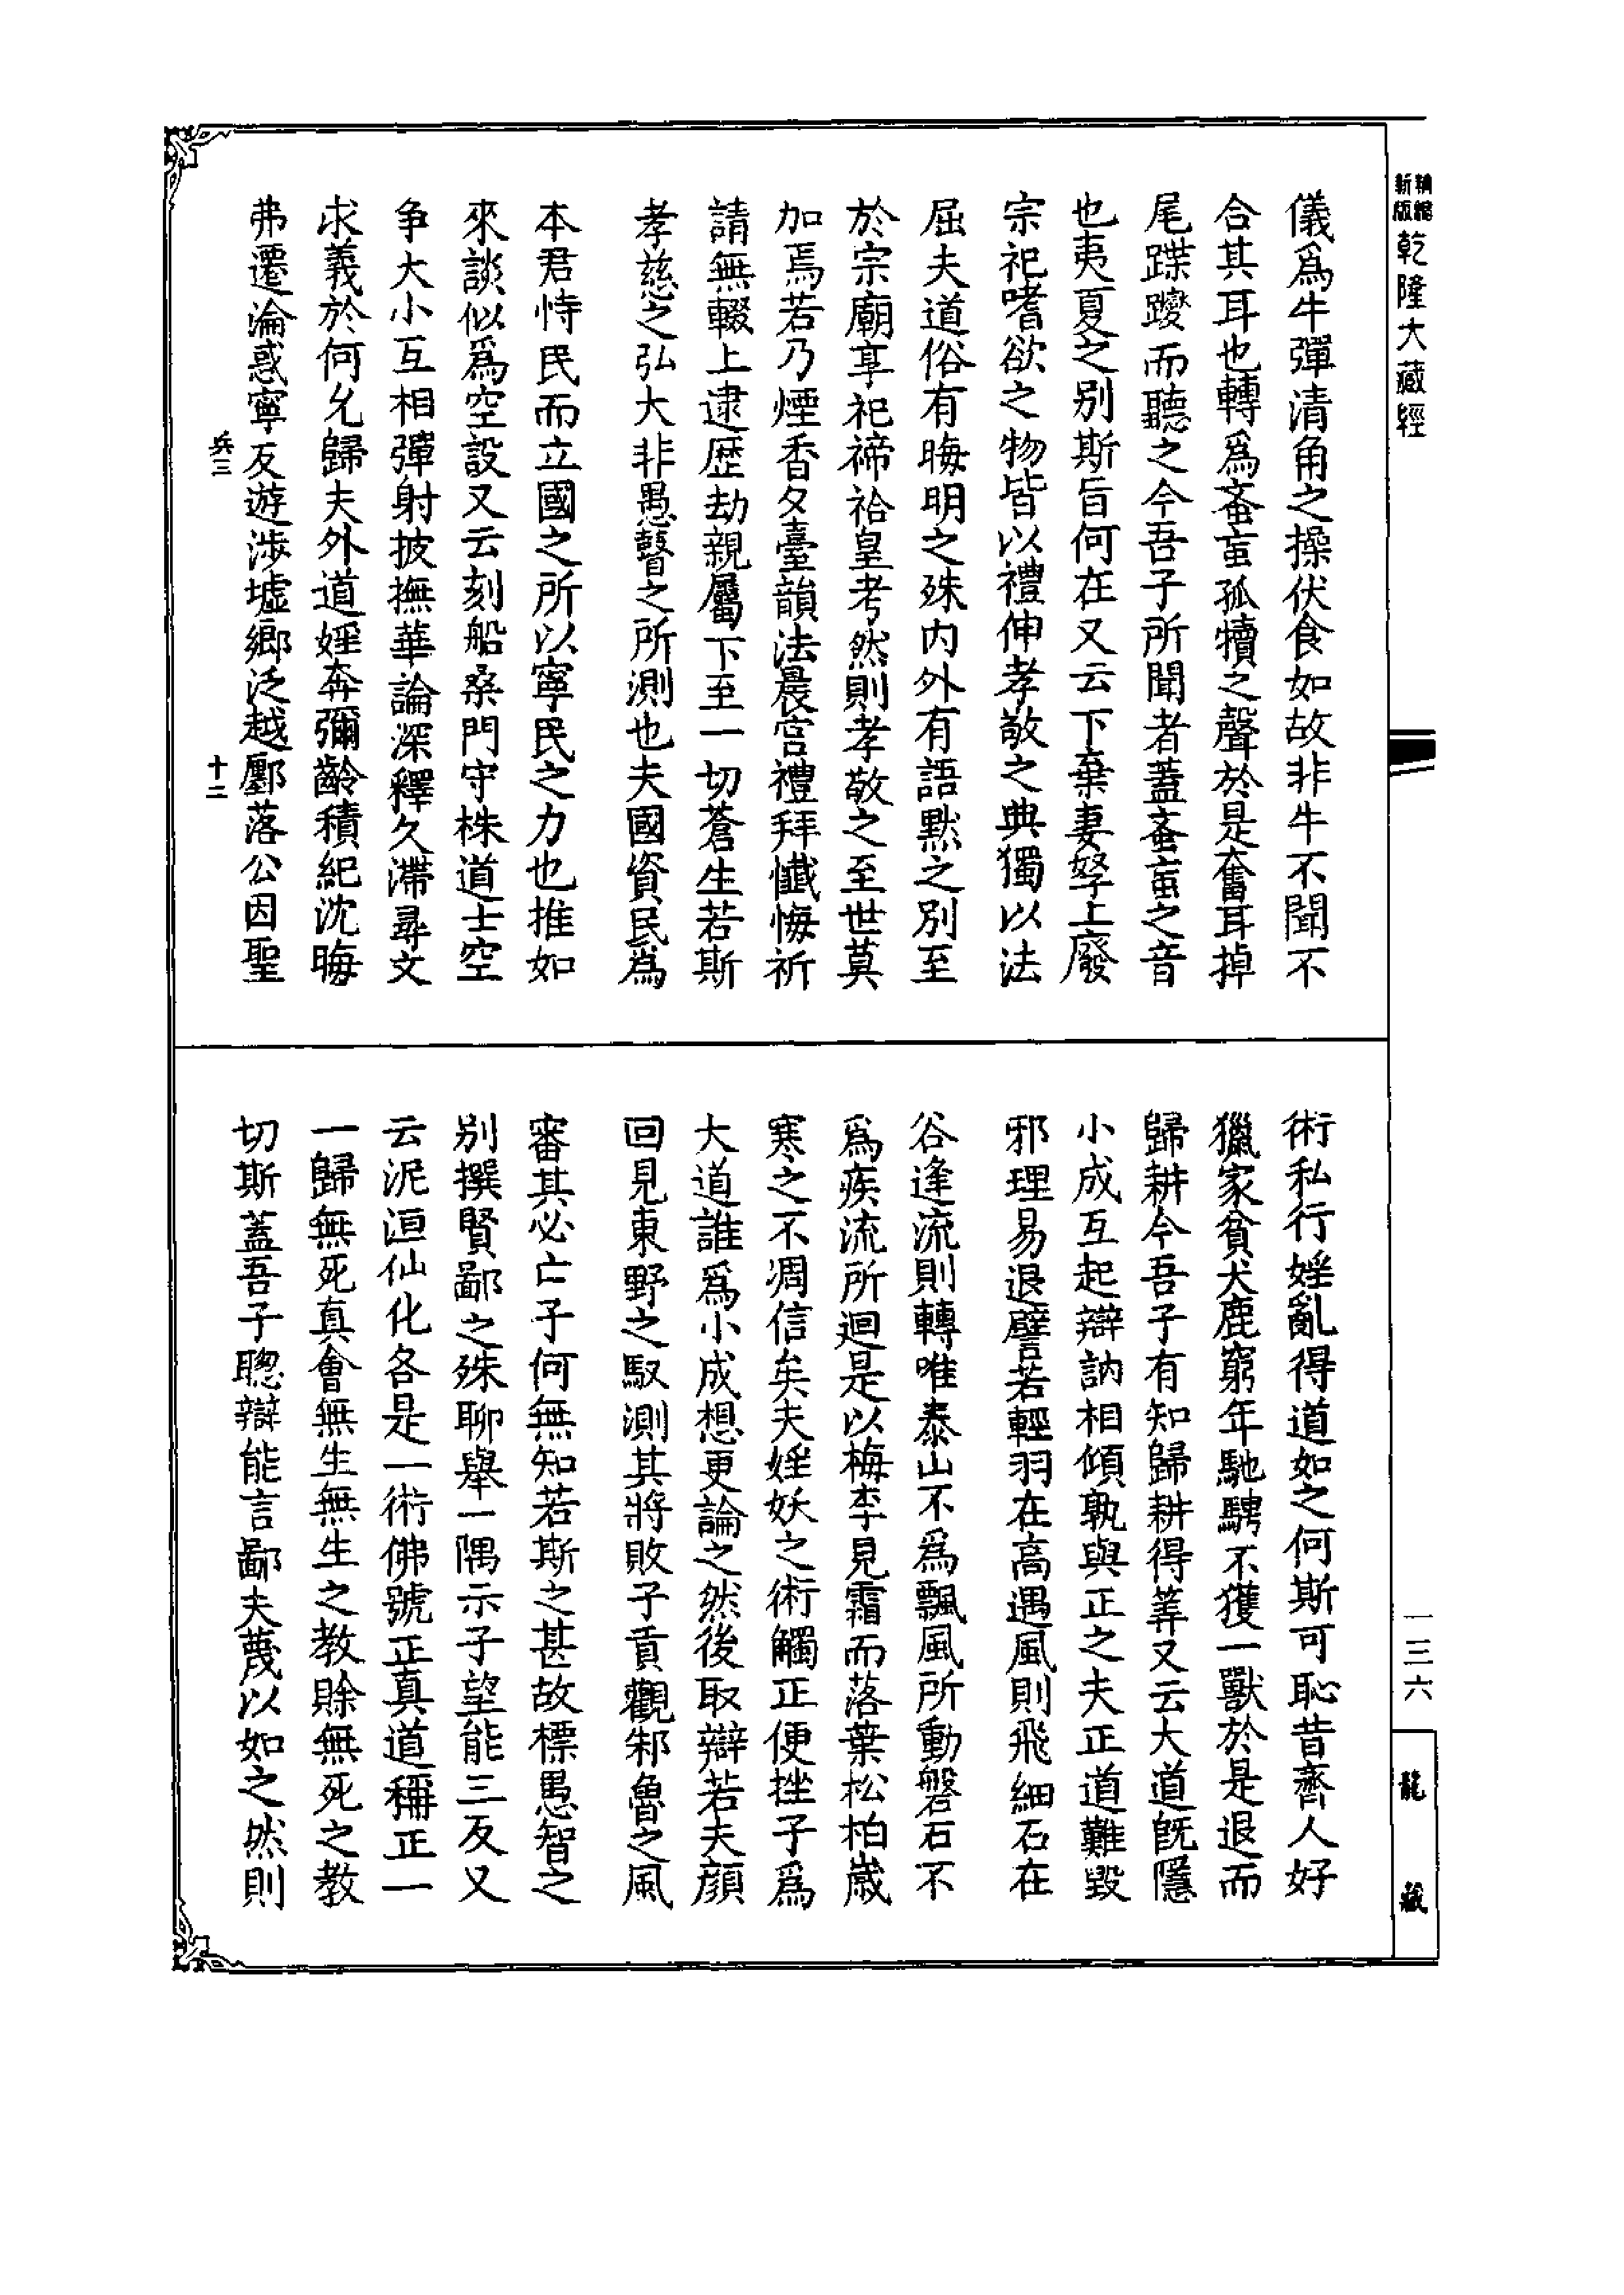 新版精縮乾隆大藏經
儀爲牛彈清角之操伏食如故非牛不聞不
合其耳也轉爲蚉䖟孤犢之聲於是奮耳掉
尾蹀躞而聽之今吾子所聞者蓋蚉䖟之音
也夷夏之别斯旨何在又云下棄妻孥上廢
宗祀嗜欲之物皆以禮伸孝敬之典獨以法
屈夫道俗有晦明之殊内外有語默之别至
於宗廟享祀禘祫皇考然則孝敬之至世莫
加焉若乃煙香夕臺韻法晨宫禮拜懺悔祈
請無輟上逮歷劫親屬下至一切蒼生若斯
孝慈之弘大非愚瞽之所測也夫國資民爲
本君恃民而立國之所以寧民之力也推如
來談似爲空設又云刻船桑門守株道士空
争大小互相彈射披撫華論深釋久滯尋文
求義於何允歸夫外道婬奔彌齡積紀沈晦
弗遷淪惑寧反遊涉墟鄉泛越鄽落公因聖
兵三
十二
術私行婬亂得道如之何斯可恥昔齊人好
獵家貧犬鹿窮年馳騁不獲一獸於是退而
歸耕今吾子有知歸耕得筭又云大道旣隱
小成互起辯訥相傾孰與正之夫正道難毀
邪理易退譬若輕羽在高遇風則飛細石在
谷逢流則轉唯泰山不爲飄風所動磐石不
爲疾流所迴是以梅李見霜而落葉松柏歲
寒之不凋信矣夫婬妖之術觸正便挫子爲
大道誰爲小成想更論之然後取辯若夫顔
回見東野之馭測其將敗子貢觀邾魯之風
審其必亡子何無知若斯之甚故標愚智之
别撰賢鄙之殊聊舉一隅示子望能三反又
云泥洹仙化各是一術佛號正真道稱正一
一歸無死真會無生無生之教賒無死之教
切斯蓋吾子聰辯能言鄙夫蔑以如之然則
一三六
龍藏